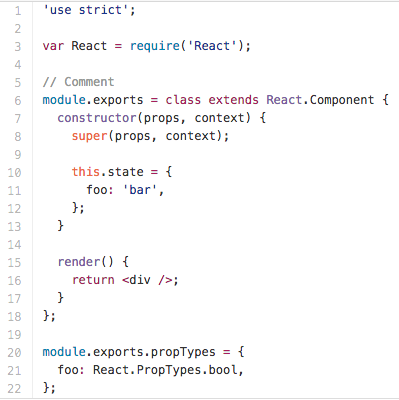 1 'use strict';
2
3 var React = require('React');
4
5 // Comment
6 module.exports = class extends React.Component {
7   constructor(props, context) {
8     super(props, context);
9
10     this.state = {
11       foo: 'bar',
12     };
13   }
14
15   render() {
16     return <div />;
17   }
18 };
19
20 module.exports.propTypes = {
21   foo: React.PropTypes.bool,
22 };